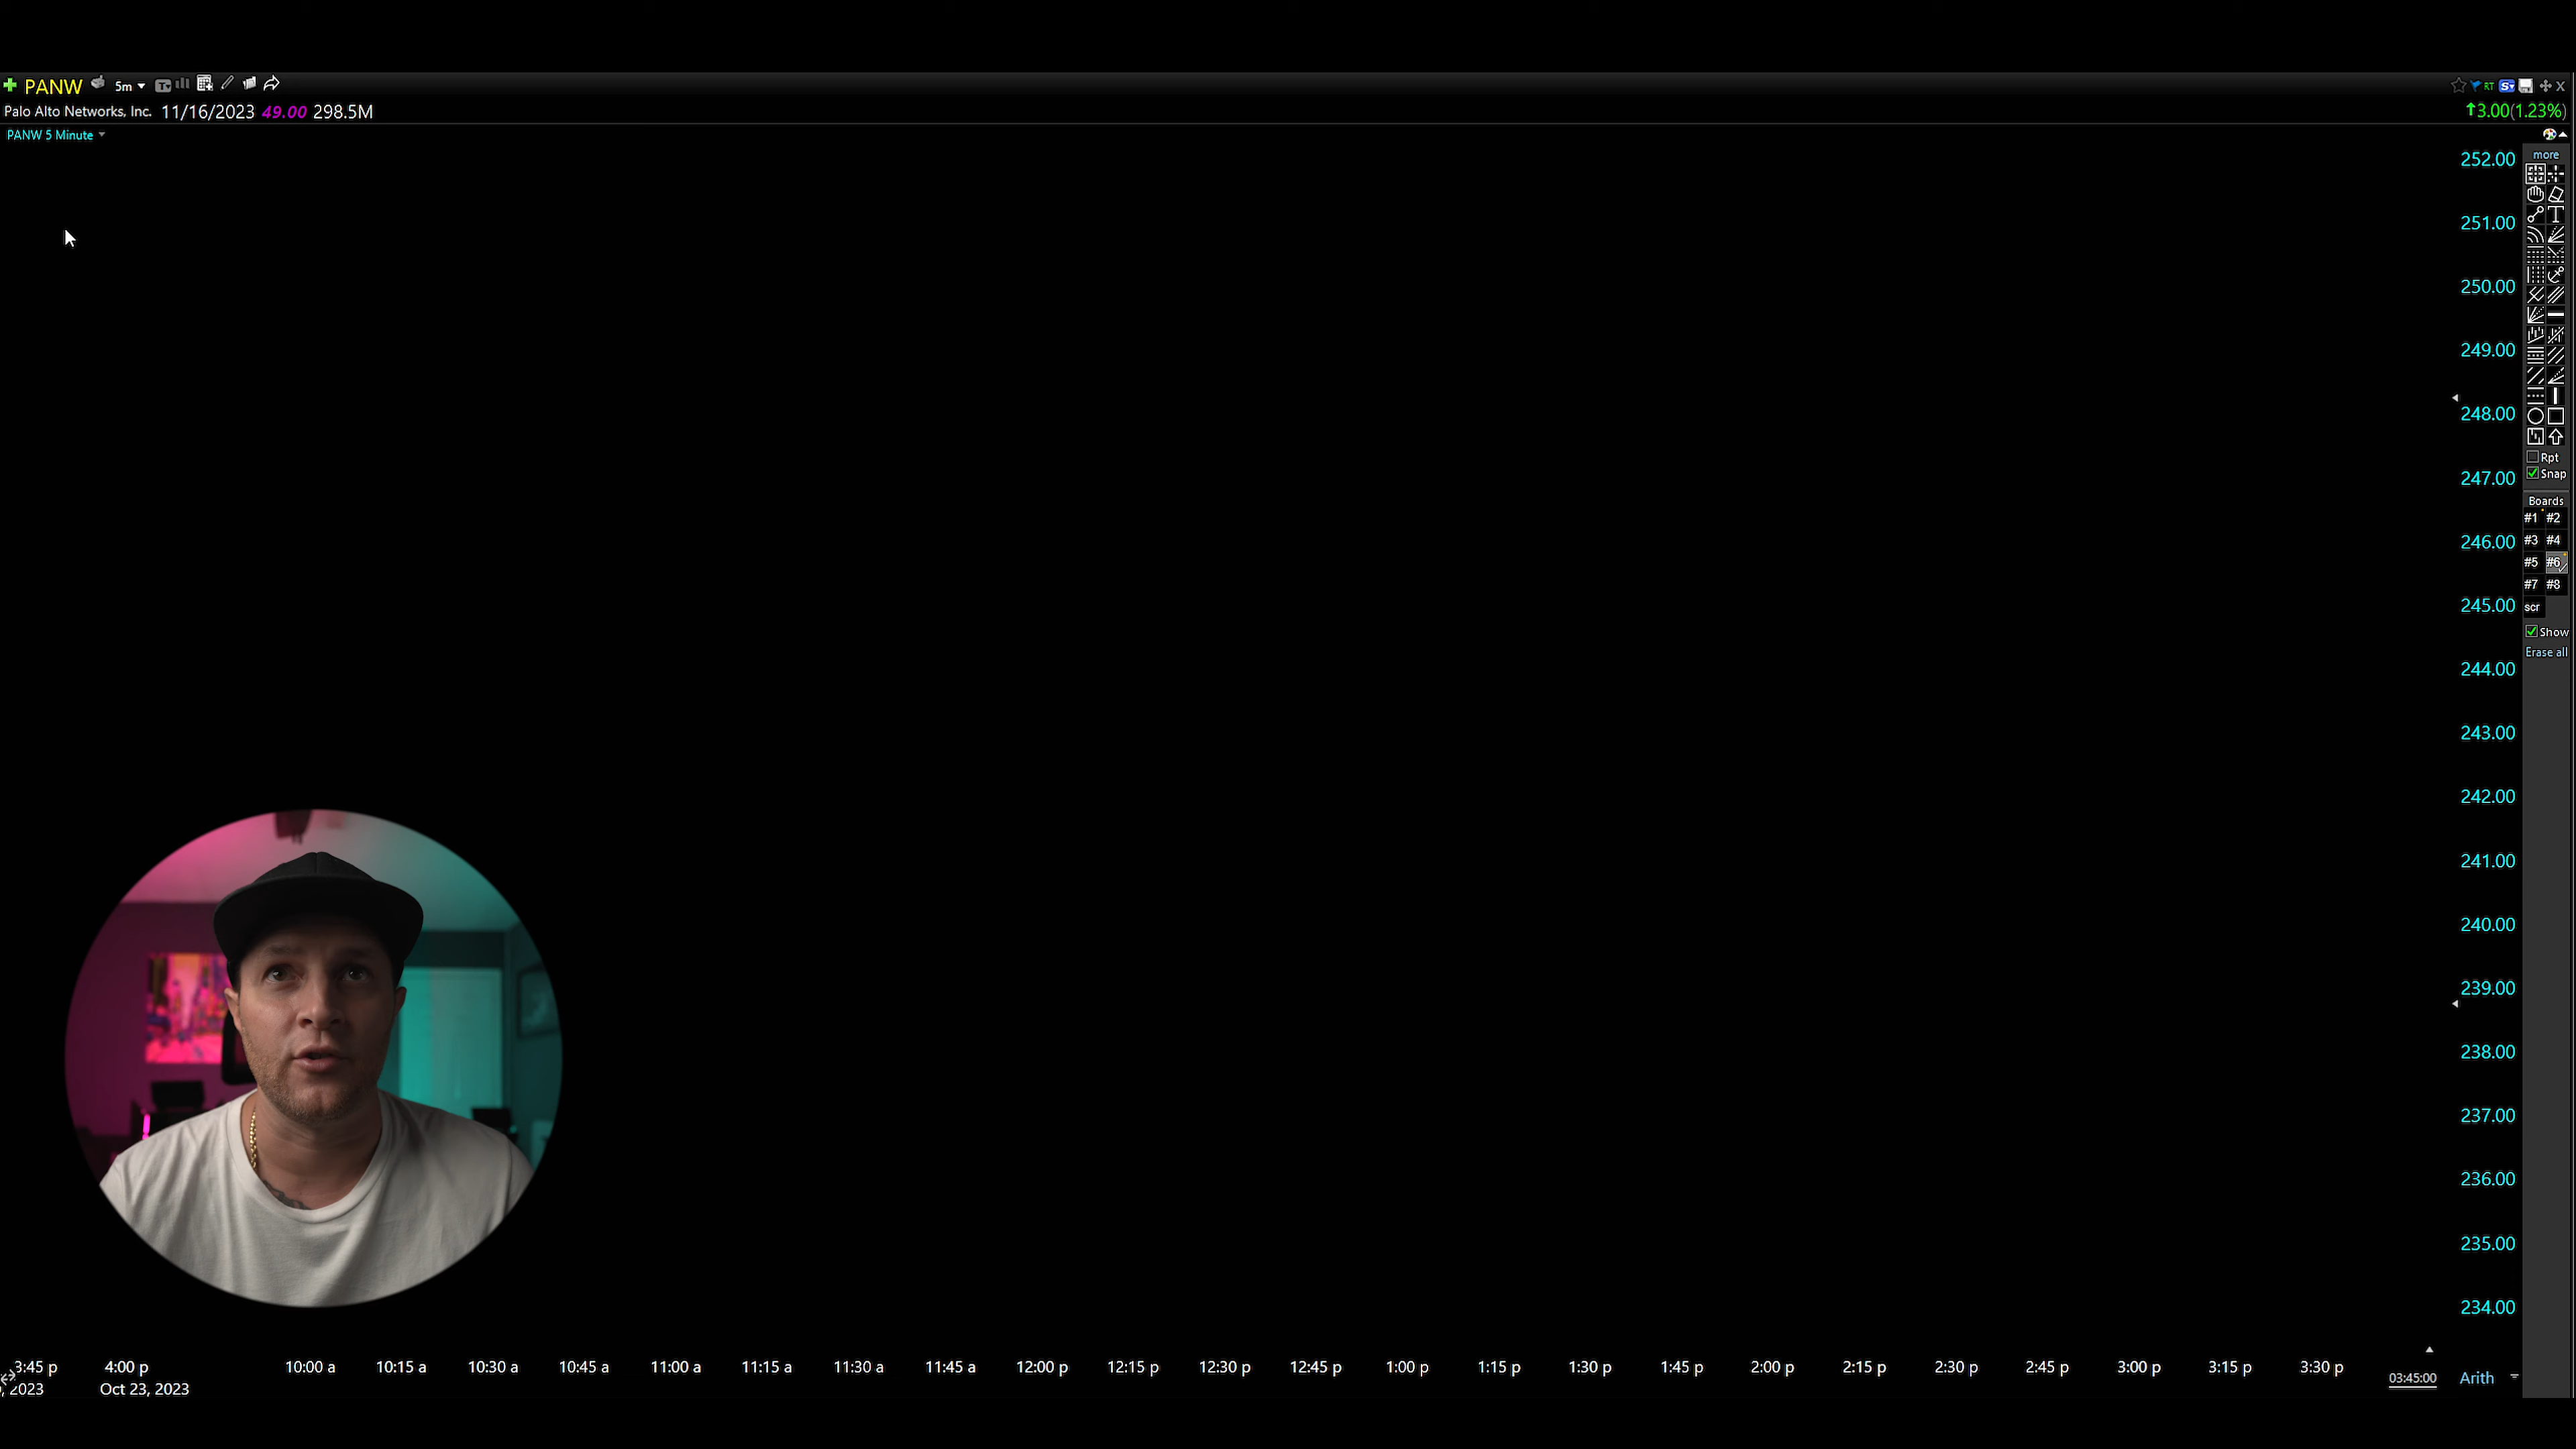 PANW 5m RT
Palo Alto Networks, Inc. 11/16/2023 49.00 298.5M 3.00(1.23%)
PANW 5 Minute
252.00
251.00
250.00
249.00
248.00
247.00
246.00
245.00
244.00
243.00
242.00
241.00
240.00
239.00
238.00
237.00
236.00
235.00
234.00
more
Rpt
Snap
Boards
#1 #2
#3 #4
#5 #6
#7 #8
scr
Show
Erase all
3:45 p 4:00 p 10:00 a 10:15 a 10:30 a 10:45 a 11:00 a 11:15 a 11:30 a 11:45 a 12:00 p 12:15 p 12:30 p 12:45 p 1:00 p 1:15 p 1:30 p 1:45 p 2:00 p 2:15 p 2:30 p 2:45 p 3:00 p 3:15 p 3:30 p 03:45:00 Arith
, 2023 Oct 23, 2023